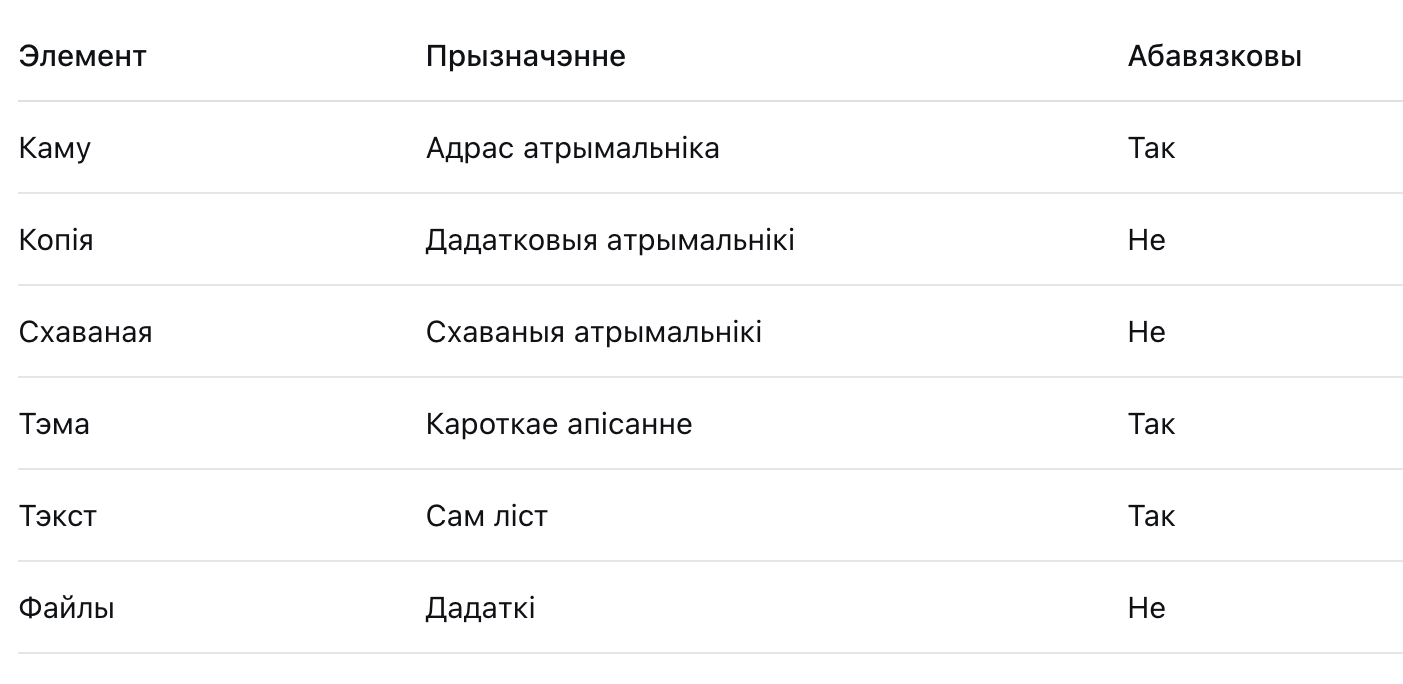 Элемент Прызначэнне Абавязковы
Каму Адрас атрымальніка Так
Копія Дадатковыя атрымальнікі Не
Схаваная Схаваныя атрымальнікі Не
Тэма Кароткае апісанне Так
Тэкст Сам ліст Так
Файлы Дадаткі Не